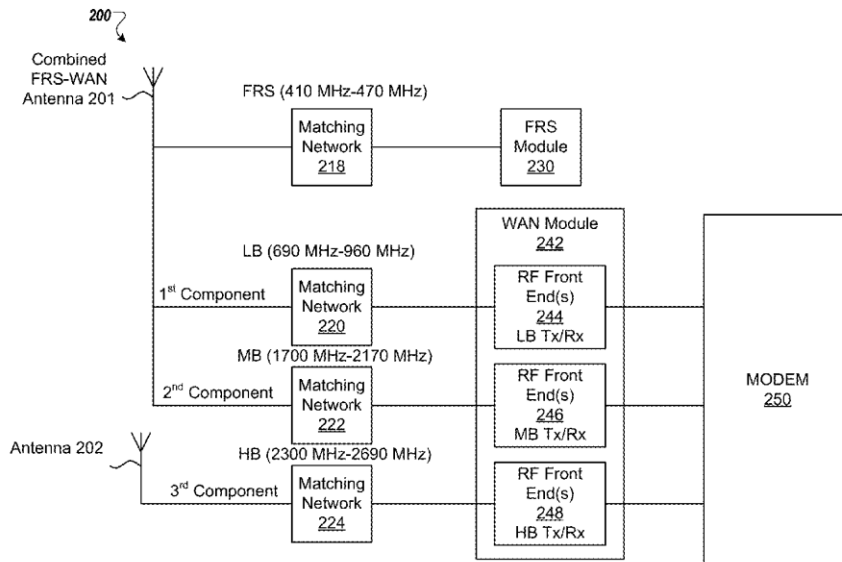 200
Combined
FRS-WAN
Antenna 201
FRS (410 MHz-470 MHz)
Matching
Network
218
FRS
Module
230
WAN Module
242
LB (690 MHz-960 MHz)
1st Component
Matching
Network
220
RF Front
End(s)
244
LB Tx/Rx
MB (1700 MHz-2170 MHz)
2nd Component
Matching
Network
222
RF Front
End(s)
246
MB Tx/Rx
MODEM
250
Antenna 202
HB (2300 MHz-2690 MHz)
3rd Component
Matching
Network
224
RF Front
End(s)
248
HB Tx/Rx